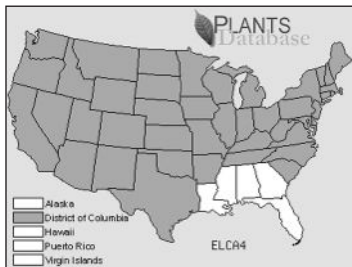 PLANTS
Database
Alaska
District of Columbia
Hawaii
Puerto Rico
Virgin Islands
ELCA4